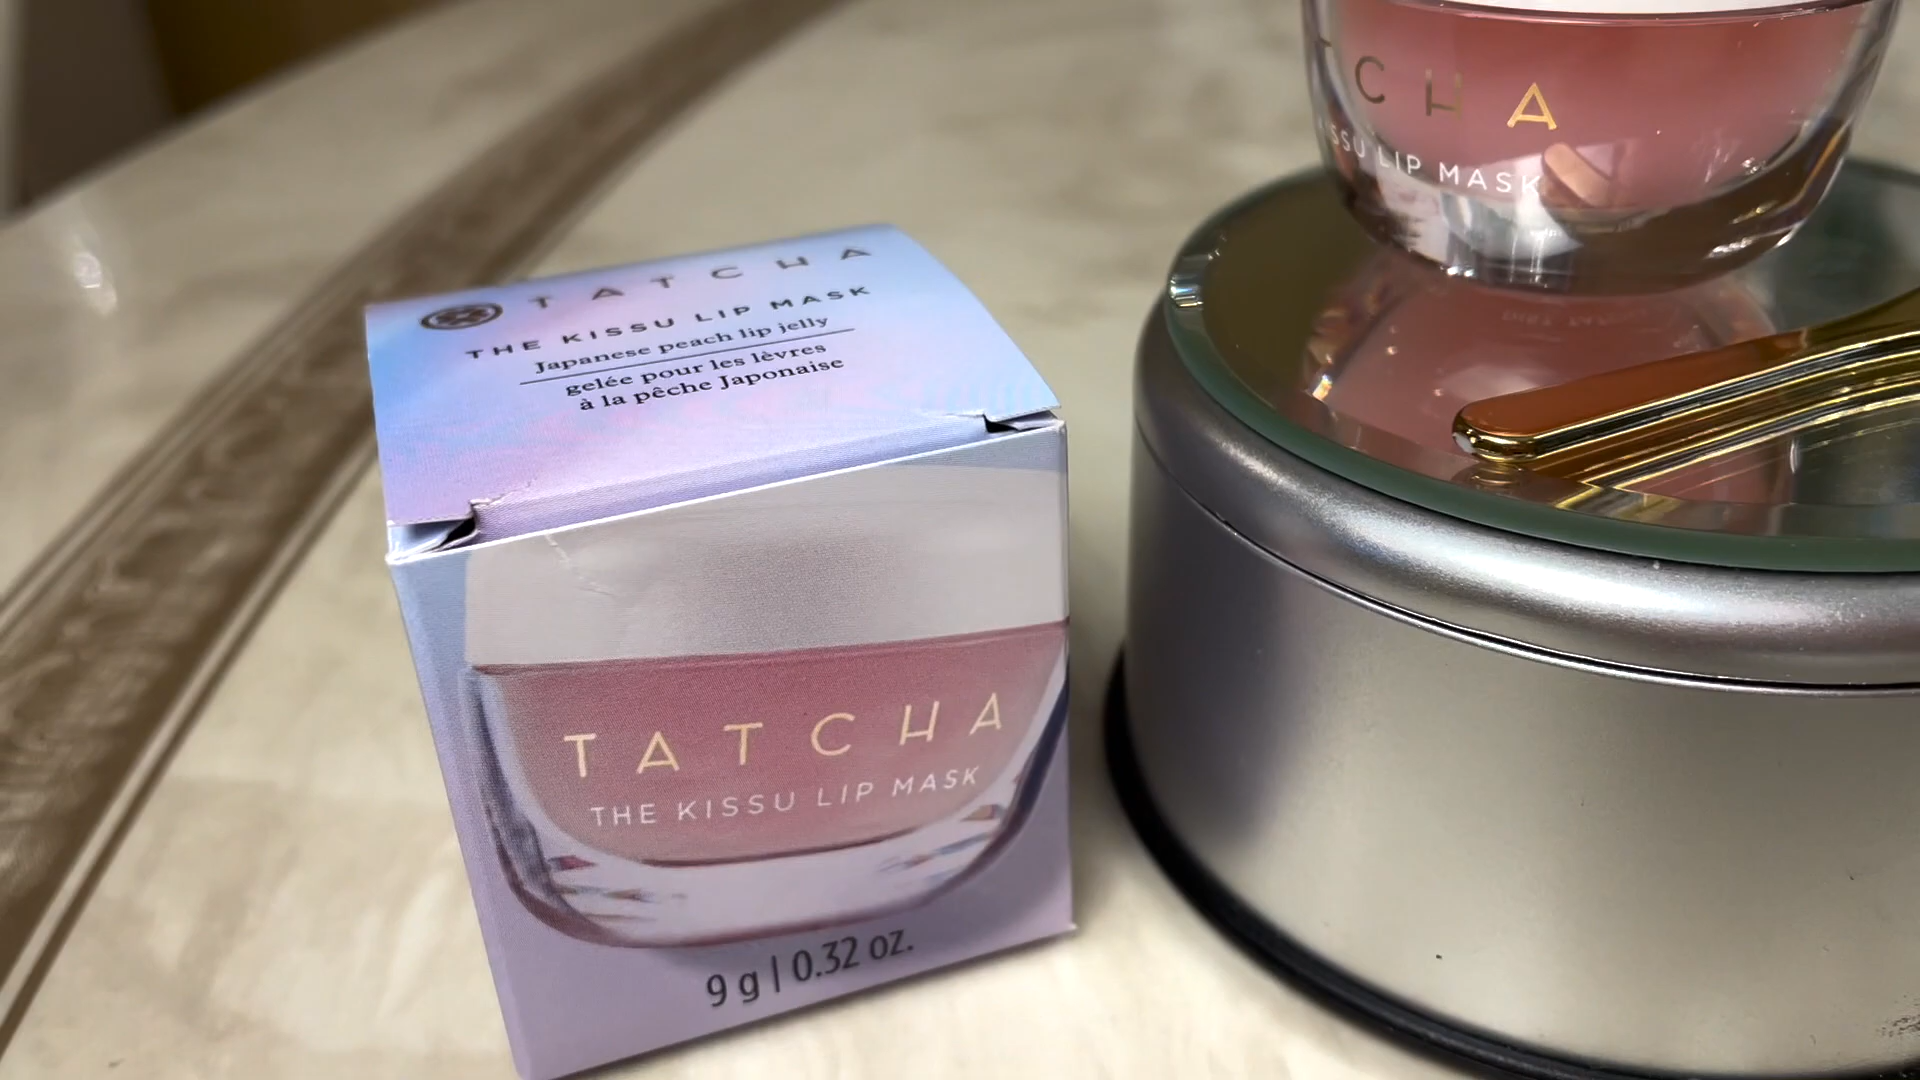 TATCHA
THE KISSU LIP MASK
Japanese peach lip jelly
gelée pour les lèvres
à la pêche Japonaise
TATCHA
THE KISSU LIP MASK
9 g | 0.32 oz.
CHA
SSU LIP MASK